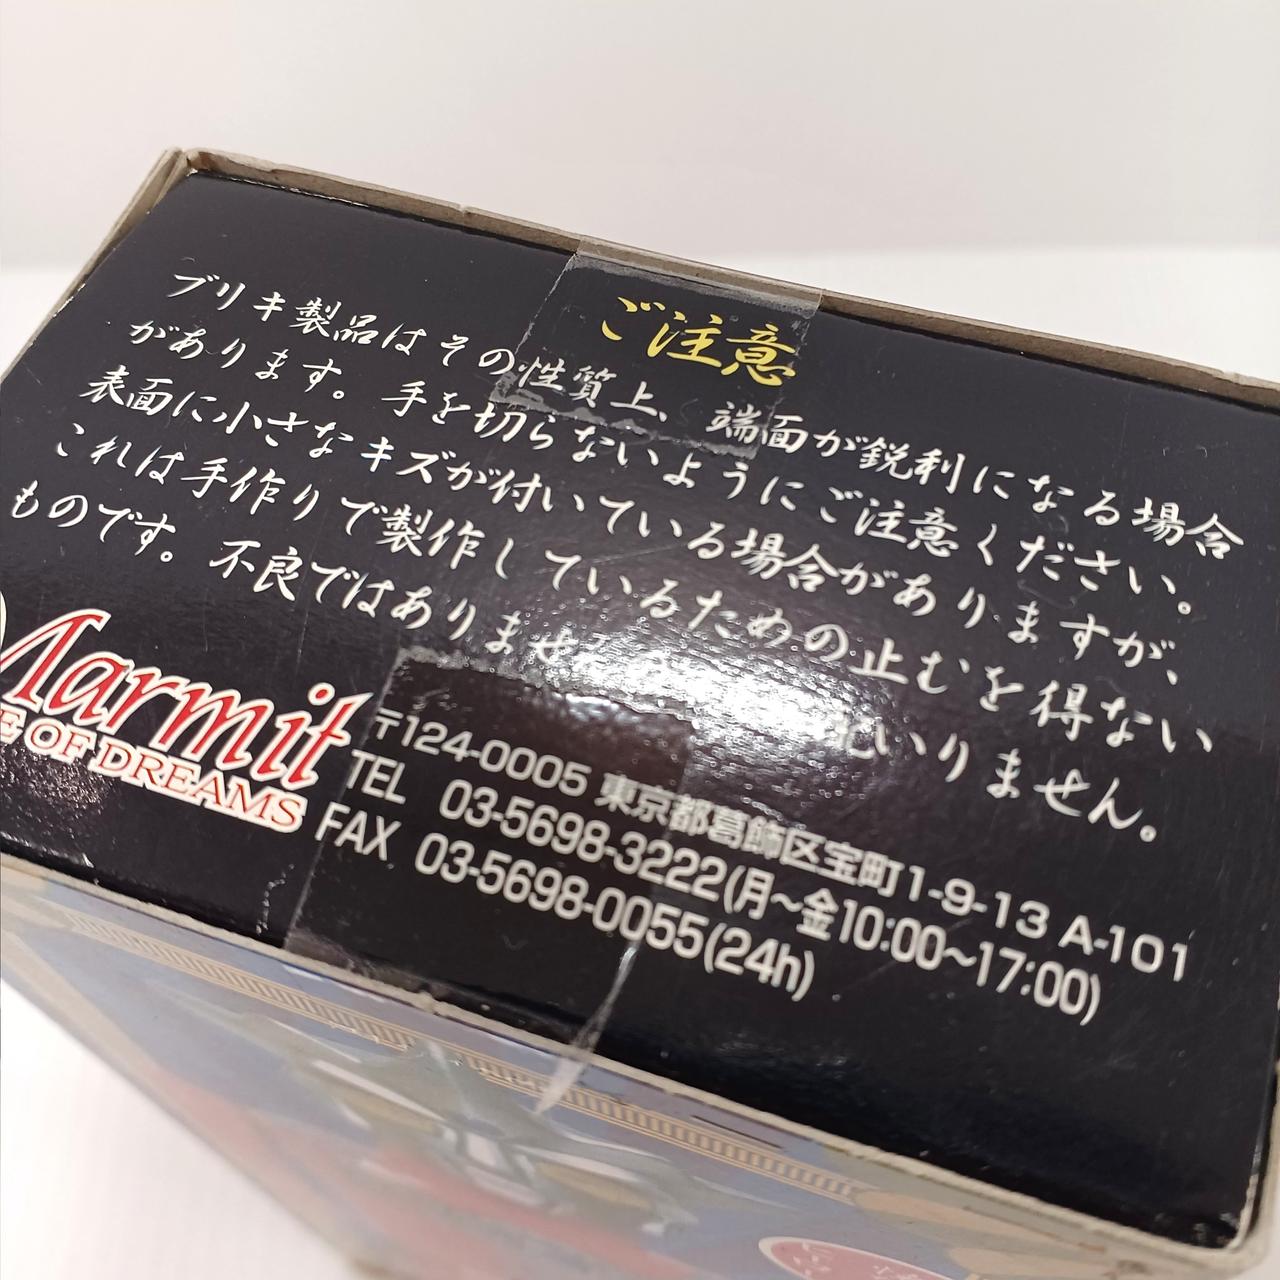 ご注意
ブリキ製品はその性質上、端面が鋭利になる場合
があります。手を切らないようにご注意ください。
表面に小さなキズが付いている場合がありますが、
これは手作りで製作しているための止むを得ない
ものです。不良ではありません いりません。
Marmit
E OF DREAMS
〒124-0005 東京都葛飾区宝町1-9-13 A-101
TEL 03-5698-3222(月~金10:00~17:00)
FAX 03-5698-0055(24h)